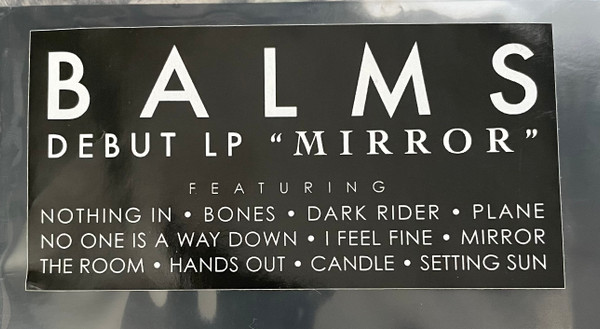 BALMS
DEBUT LP “MIRROR”
FEATURING
NOTHING IN • BONES • DARK RIDER • PLANE
NO ONE IS A WAY DOWN • I FEEL FINE • MIRROR
THE ROOM • HANDS OUT • CANDLE • SETTING SUN